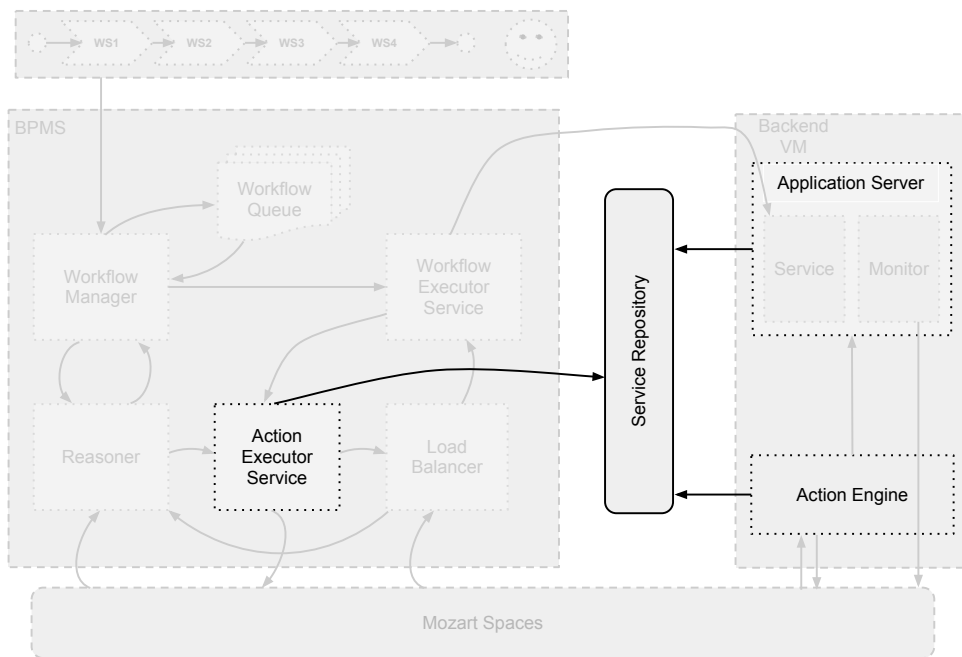 WS1
WS2
WS3
WS4
BPMS
Workflow
Queue
Workflow
Manager
Workflow
Executor
Service
Reasoner
Action
Executor
Service
Load
Balancer
Service Repository
Backend
VM
Application Server
Service
Monitor
Action Engine
Mozart Spaces